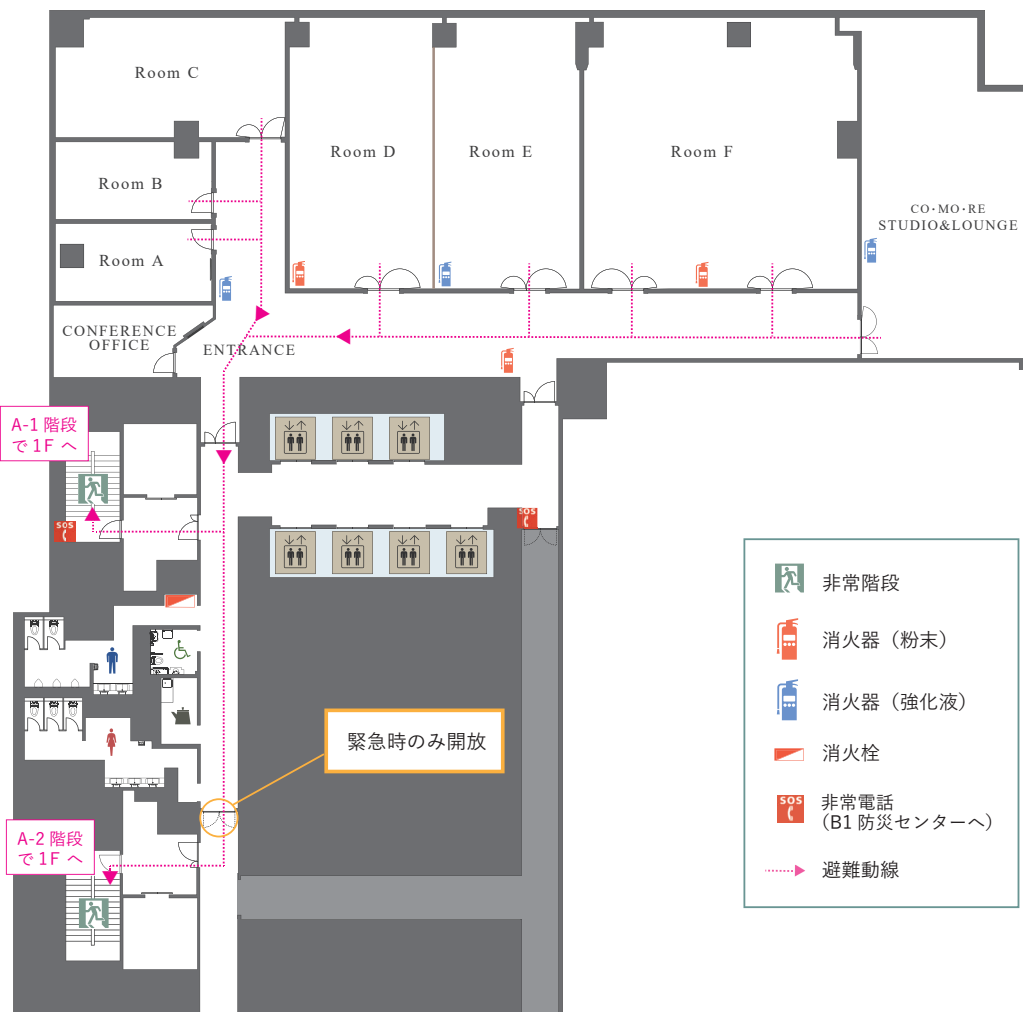 Room C
Room D
Room E
Room F
Room B
Room A
CO・MO・RE
STUDIO&LOUNGE
CONFERENCE
OFFICE
ENTRANCE
A-1 階段
で 1F へ
SOS
SOS
緊急時のみ開放
A-2 階段
で 1F へ
非常階段
消火器（粉末）
消火器（強化液）
消火栓
SOS
非常電話
（B1 防災センターへ）
避難動線